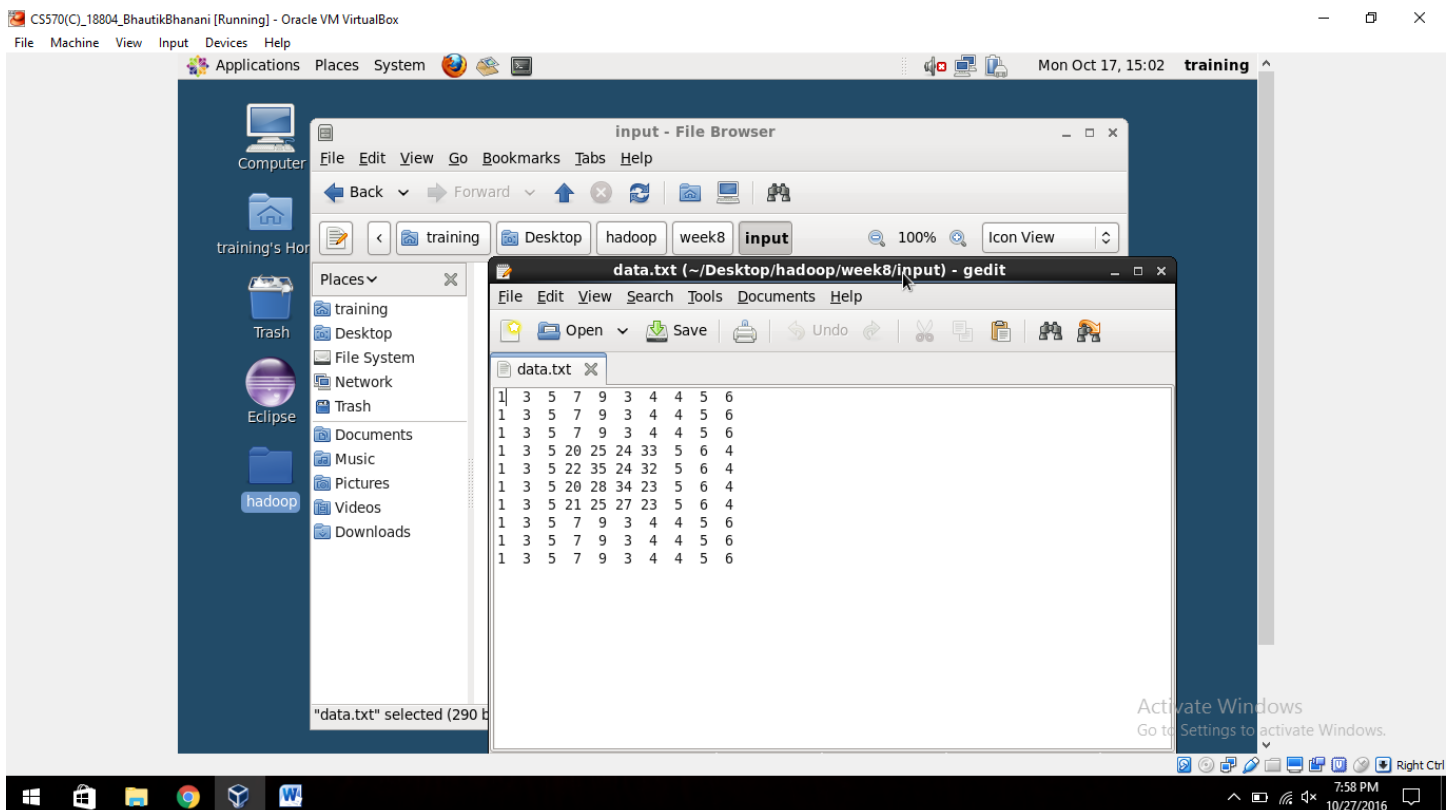 CS570(C)_18804_BhautikBhanani [Running] - Oracle VM VirtualBox
File Machine View Input Devices Help
Applications Places System Mon Oct 17, 15:02 training
Computer
training's Hor
Trash
Eclipse
hadoop
input - File Browser
File Edit View Go Bookmarks Tabs Help
Back Forward
training Desktop hadoop week8 input 100% Icon View
Places
training
Desktop
File System
Network
Trash
Documents
Music
Pictures
Videos
Downloads
"data.txt" selected (290 b
data.txt (~/Desktop/hadoop/week8/input) - gedit
File Edit View Search Tools Documents Help
Open Save Undo
data.txt
1 3 5 7 9 3 4 4 5 6
1 3 5 7 9 3 4 4 5 6
1 3 5 7 9 3 4 4 5 6
1 3 5 20 25 24 33 5 6 4
1 3 5 22 35 24 32 5 6 4
1 3 5 20 28 34 23 5 6 4
1 3 5 21 25 27 23 5 6 4
1 3 5 7 9 3 4 4 5 6
1 3 5 7 9 3 4 4 5 6
1 3 5 7 9 3 4 4 5 6
Activate Windows
Go to Settings to activate Windows.
Right Ctrl
7:58 PM
10/27/2016